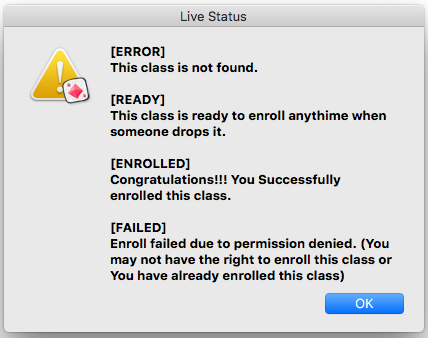 Live Status
[ERROR]
This class is not found.
[READY]
This class is ready to enroll anythime when
someone drops it.
[ENROLLED]
Congratulations!!! You Successfully
enrolled this class.
[FAILED]
Enroll failed due to permission denied. (You
may not have the right to enroll this class or
You have already enrolled this class)
OK